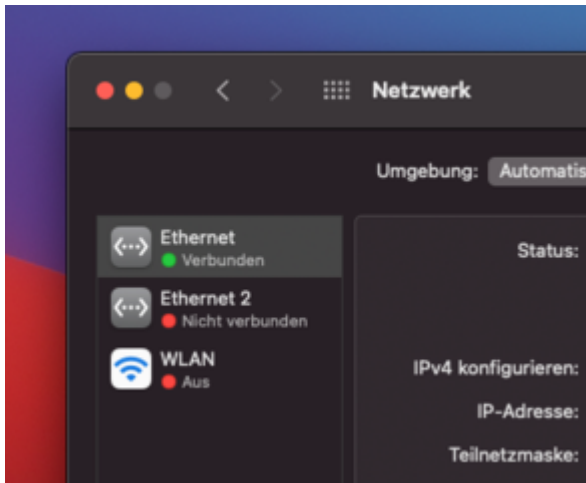 Netzwerk
Umgebung: Automatis
Ethernet
Verbunden
Ethernet 2
Nicht verbunden
WLAN
Aus
Status:
IPv4 konfigurieren:
IP-Adresse:
Teilnetzmaske: